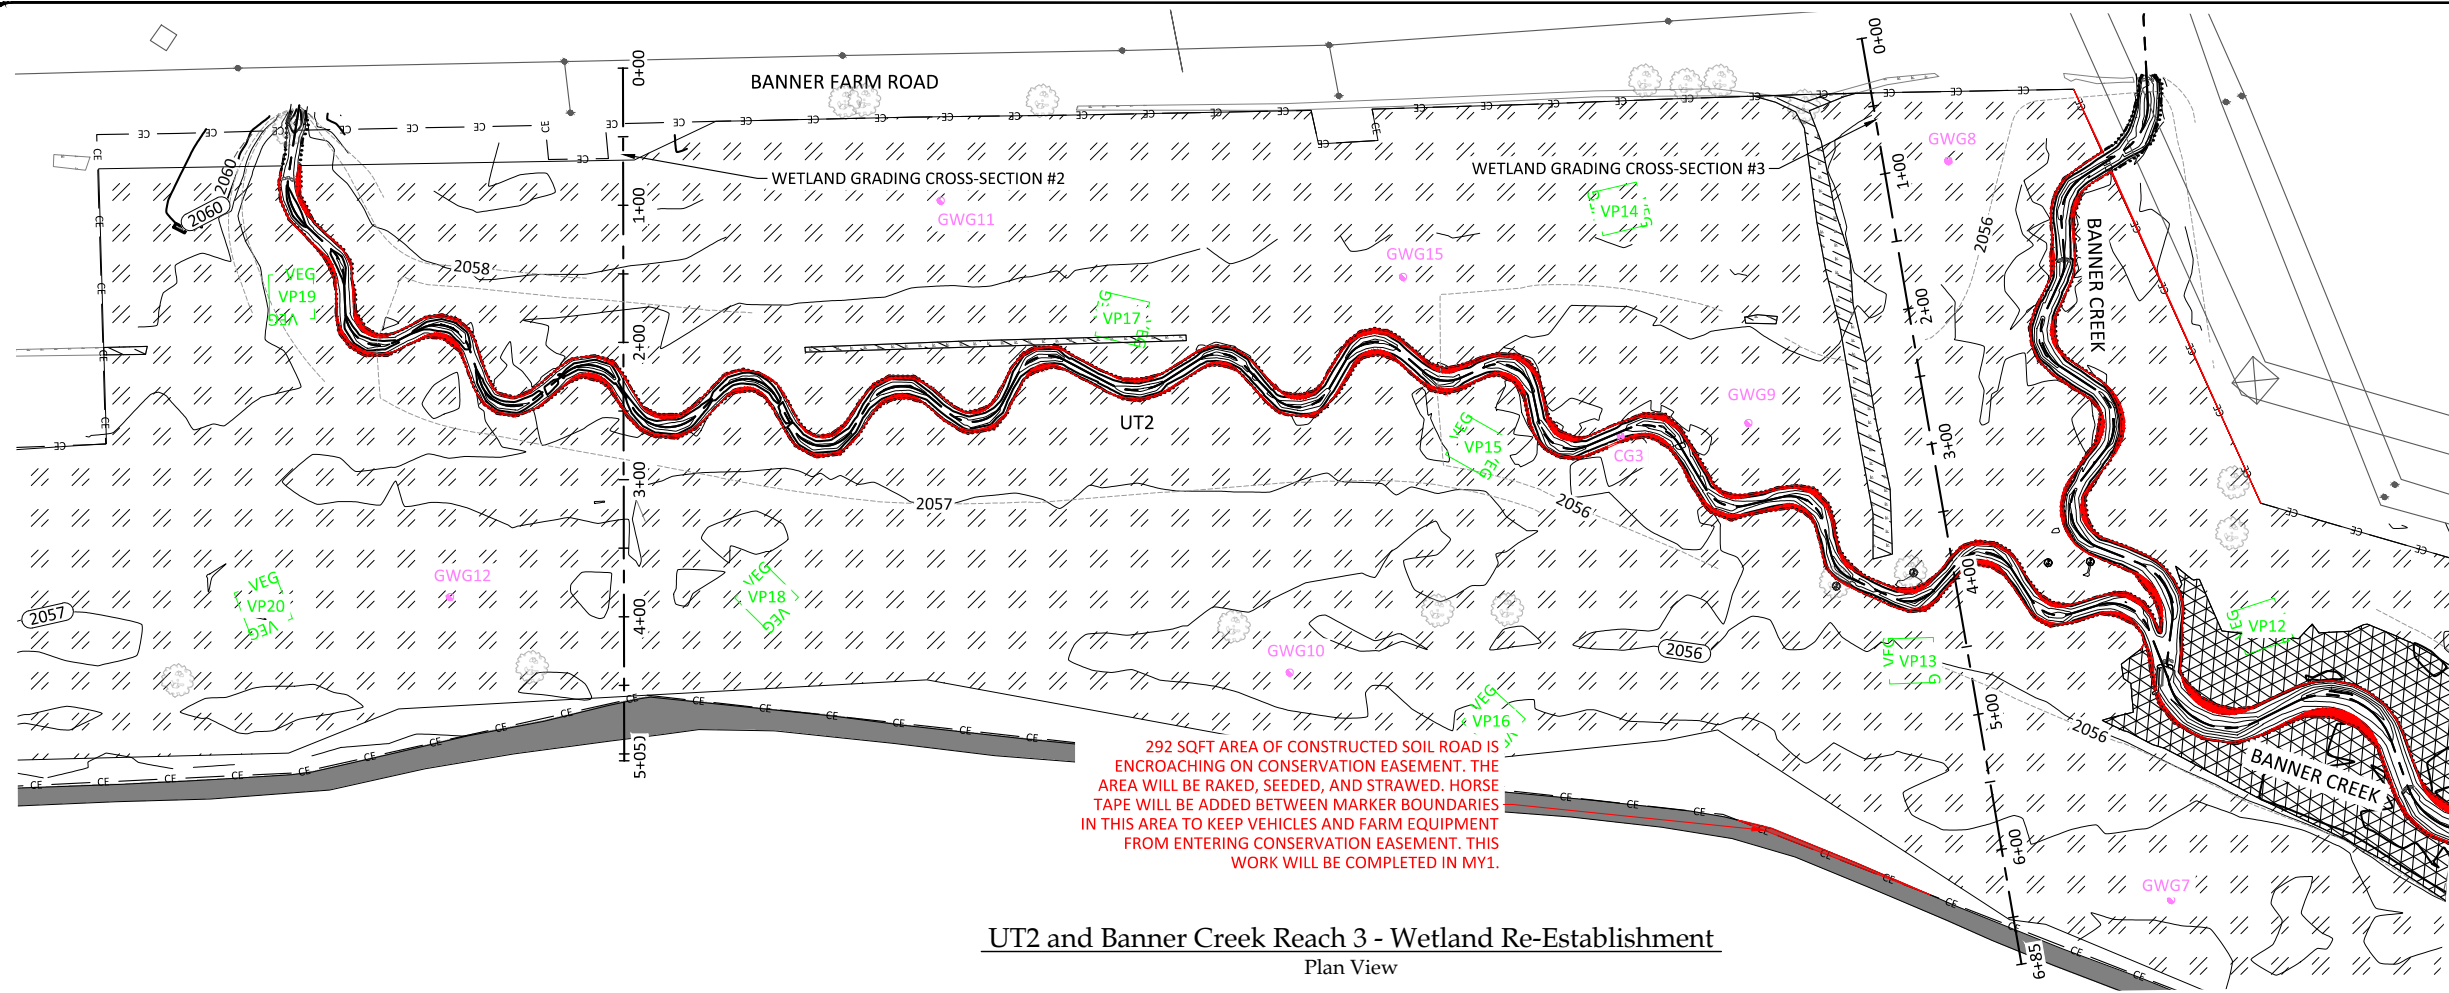 BANNER FARM ROAD
0+00
0+00
WETLAND GRADING CROSS-SECTION #2
WETLAND GRADING CROSS-SECTION #3
GWG8
1+00
1+00
2060
2060
GWG11
VP14
GWG15
2056
BANNER CREEK
2058
VEG
VP19
VEG
VP17
2+00
2+00
UT2
GWG9
VEG
VP15
CG3
3+00
3+00
2057
2056
GWG12
VEG
VP20
VEG
VEG
VP18
VEG
4+00
4+00
2057
GWG10
2056
VEG
VP13
VEG
VP12
VEG
VP16
5+00
2056
5+05
BANNER CREEK
292 SQFT AREA OF CONSTRUCTED SOIL ROAD IS
ENCROACHING ON CONSERVATION EASEMENT. THE
AREA WILL BE RAKED, SEEDED, AND STRAWED. HORSE
TAPE WILL BE ADDED BETWEEN MARKER BOUNDARIES
IN THIS AREA TO KEEP VEHICLES AND FARM EQUIPMENT
FROM ENTERING CONSERVATION EASEMENT. THIS
WORK WILL BE COMPLETED IN MY1.
6+00
GWG7
6+85
CE
UT2 and Banner Creek Reach 3 - Wetland Re-Establishment
Plan View